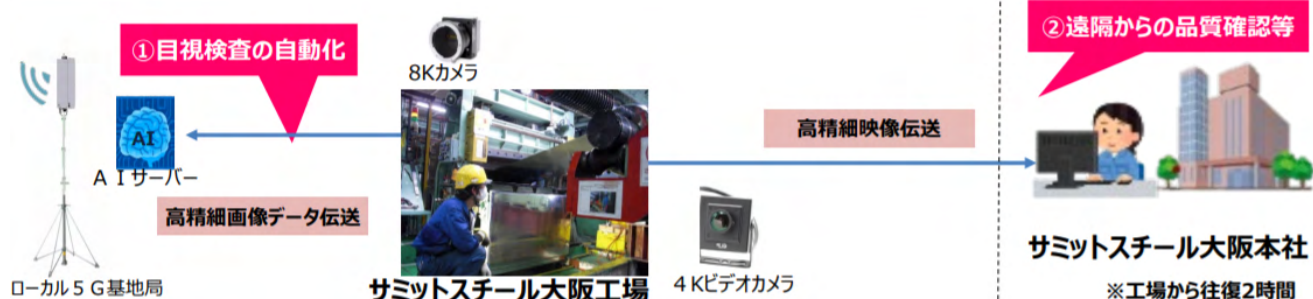 ①目視検査の自動化
8Kカメラ
②遠隔からの品質確認等
AI
AIサーバー
高精細映像伝送
高精細画像データ伝送
ローカル5G基地局
サミットスチール大阪工場
4Kビデオカメラ
サミットスチール大阪本社
※工場から往復2時間